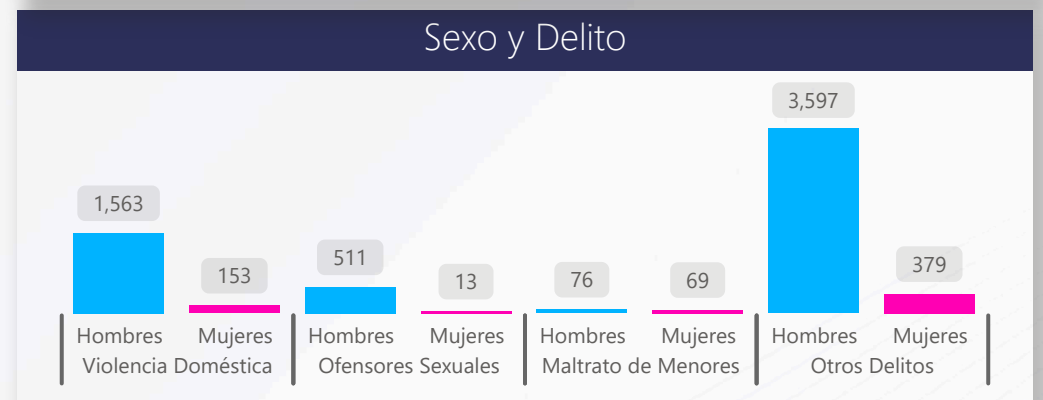 Sexo y Delito
3,597
1,563
511
379
153
13
76
69
Hombres Mujeres Hombres Mujeres Hombres Mujeres Hombres Mujeres
Violencia Doméstica Ofensores Sexuales Maltrato de Menores Otros Delitos